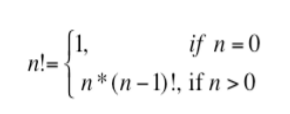 1, if n = 0
n!=
n * (n – 1)!, if n > 0